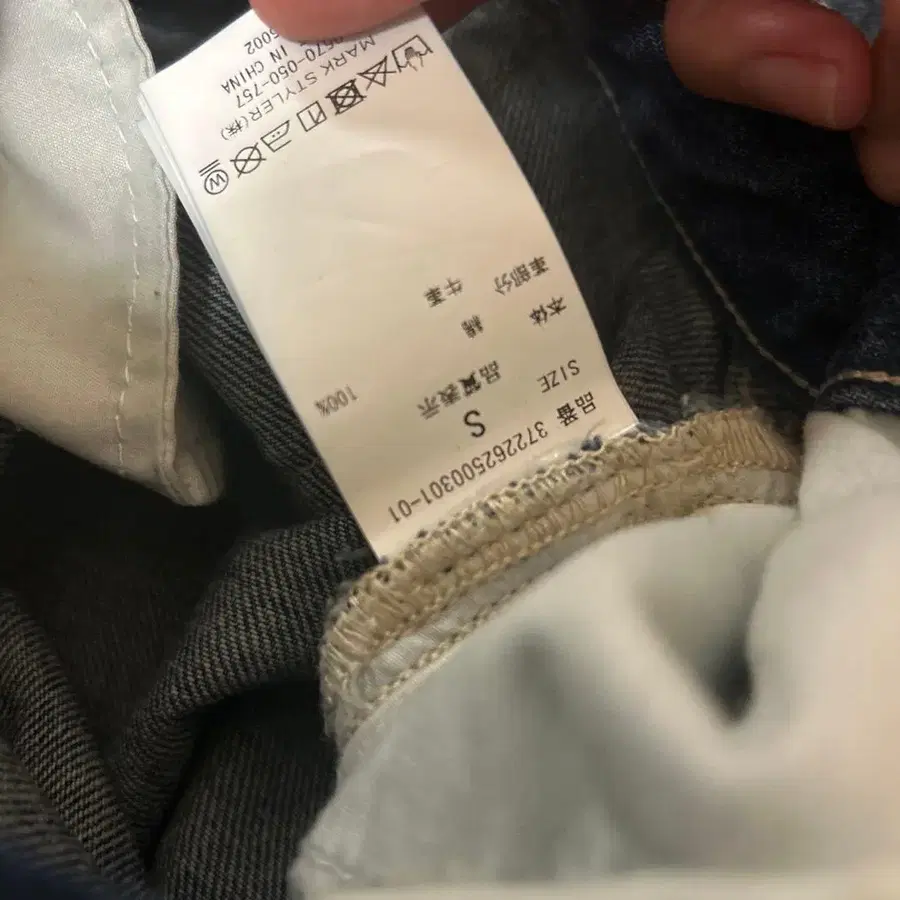 品番 372262500301-01
SIZE S
品質表示
本体 綿 100%
革部分 牛革
W
MARK STYLER(株)
0570-050-757
IN CHINA
5002